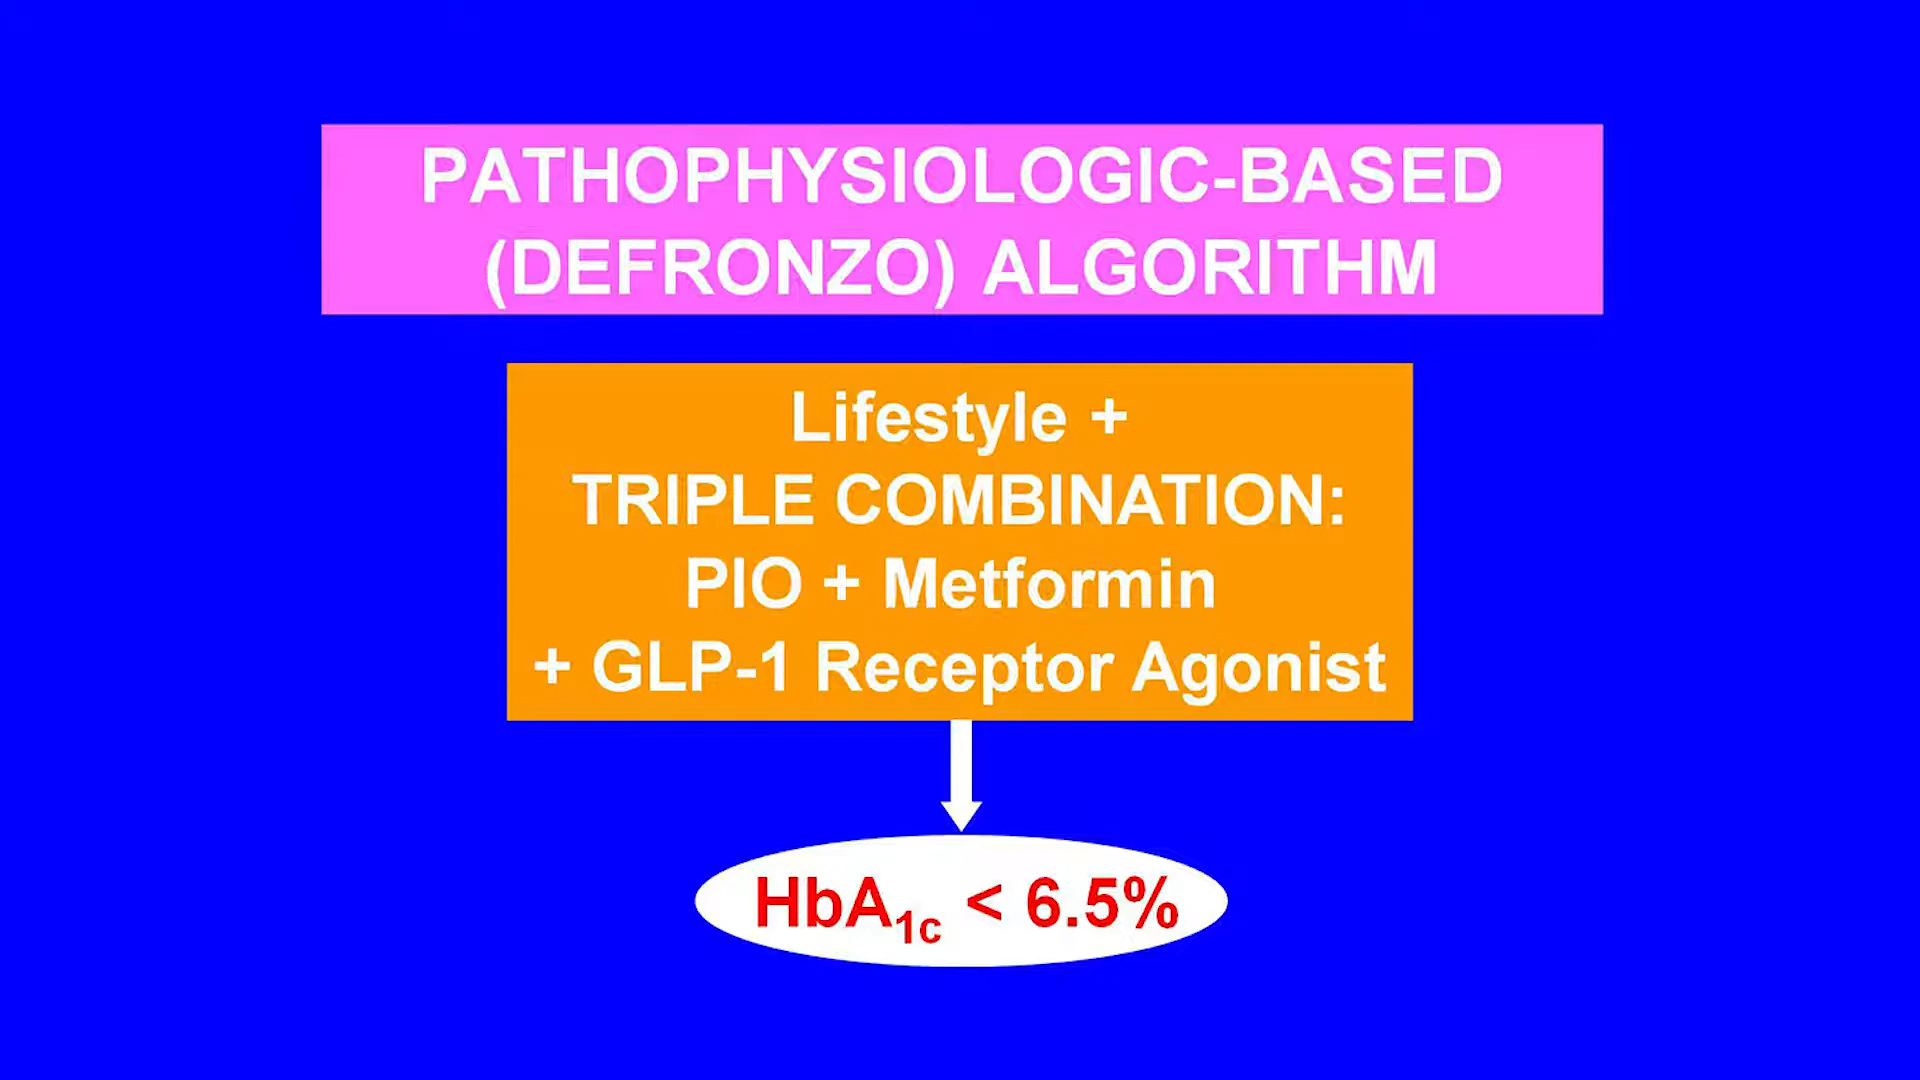 PATHOPHYSIOLOGIC-BASED
(DEFRONZO) ALGORITHM
Lifestyle +
TRIPLE COMBINATION:
PIO + Metformin
+ GLP-1 Receptor Agonist
HbA1c < 6.5%